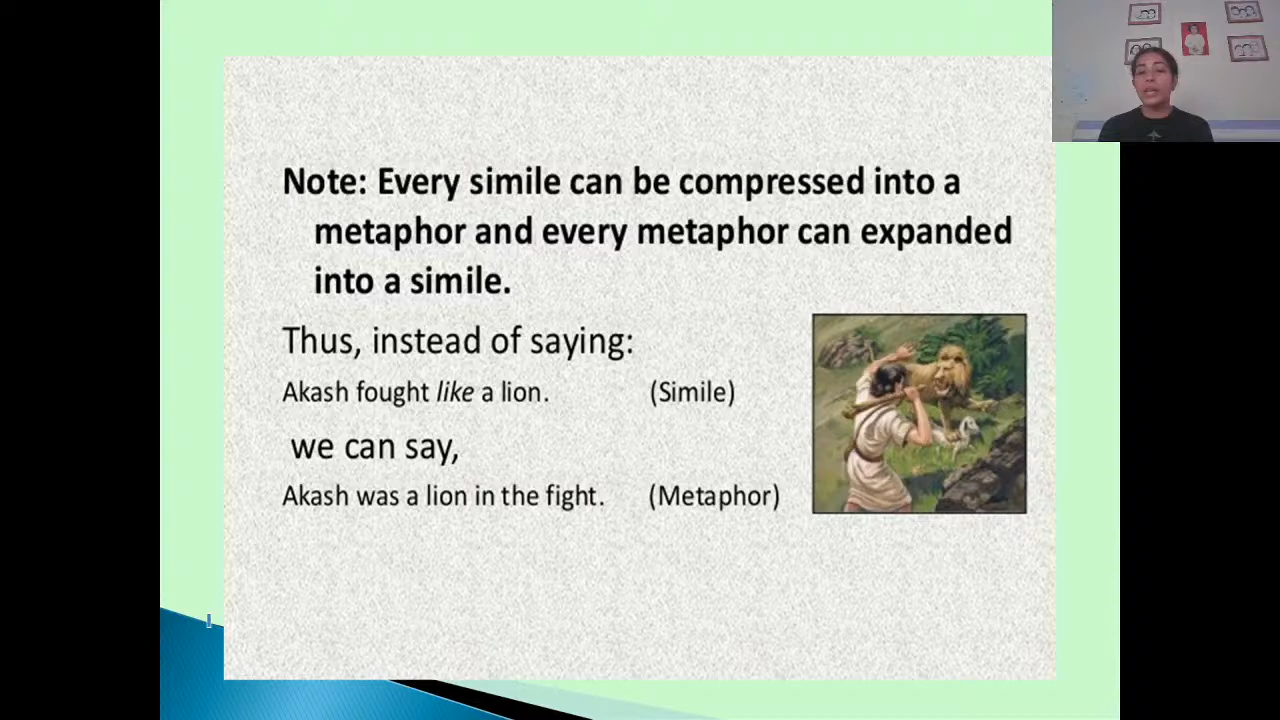 Note: Every simile can be compressed into a
metaphor and every metaphor can expanded
into a simile.
Thus, instead of saying:
Akash fought like a lion. (Simile)
we can say,
Akash was a lion in the fight. (Metaphor)